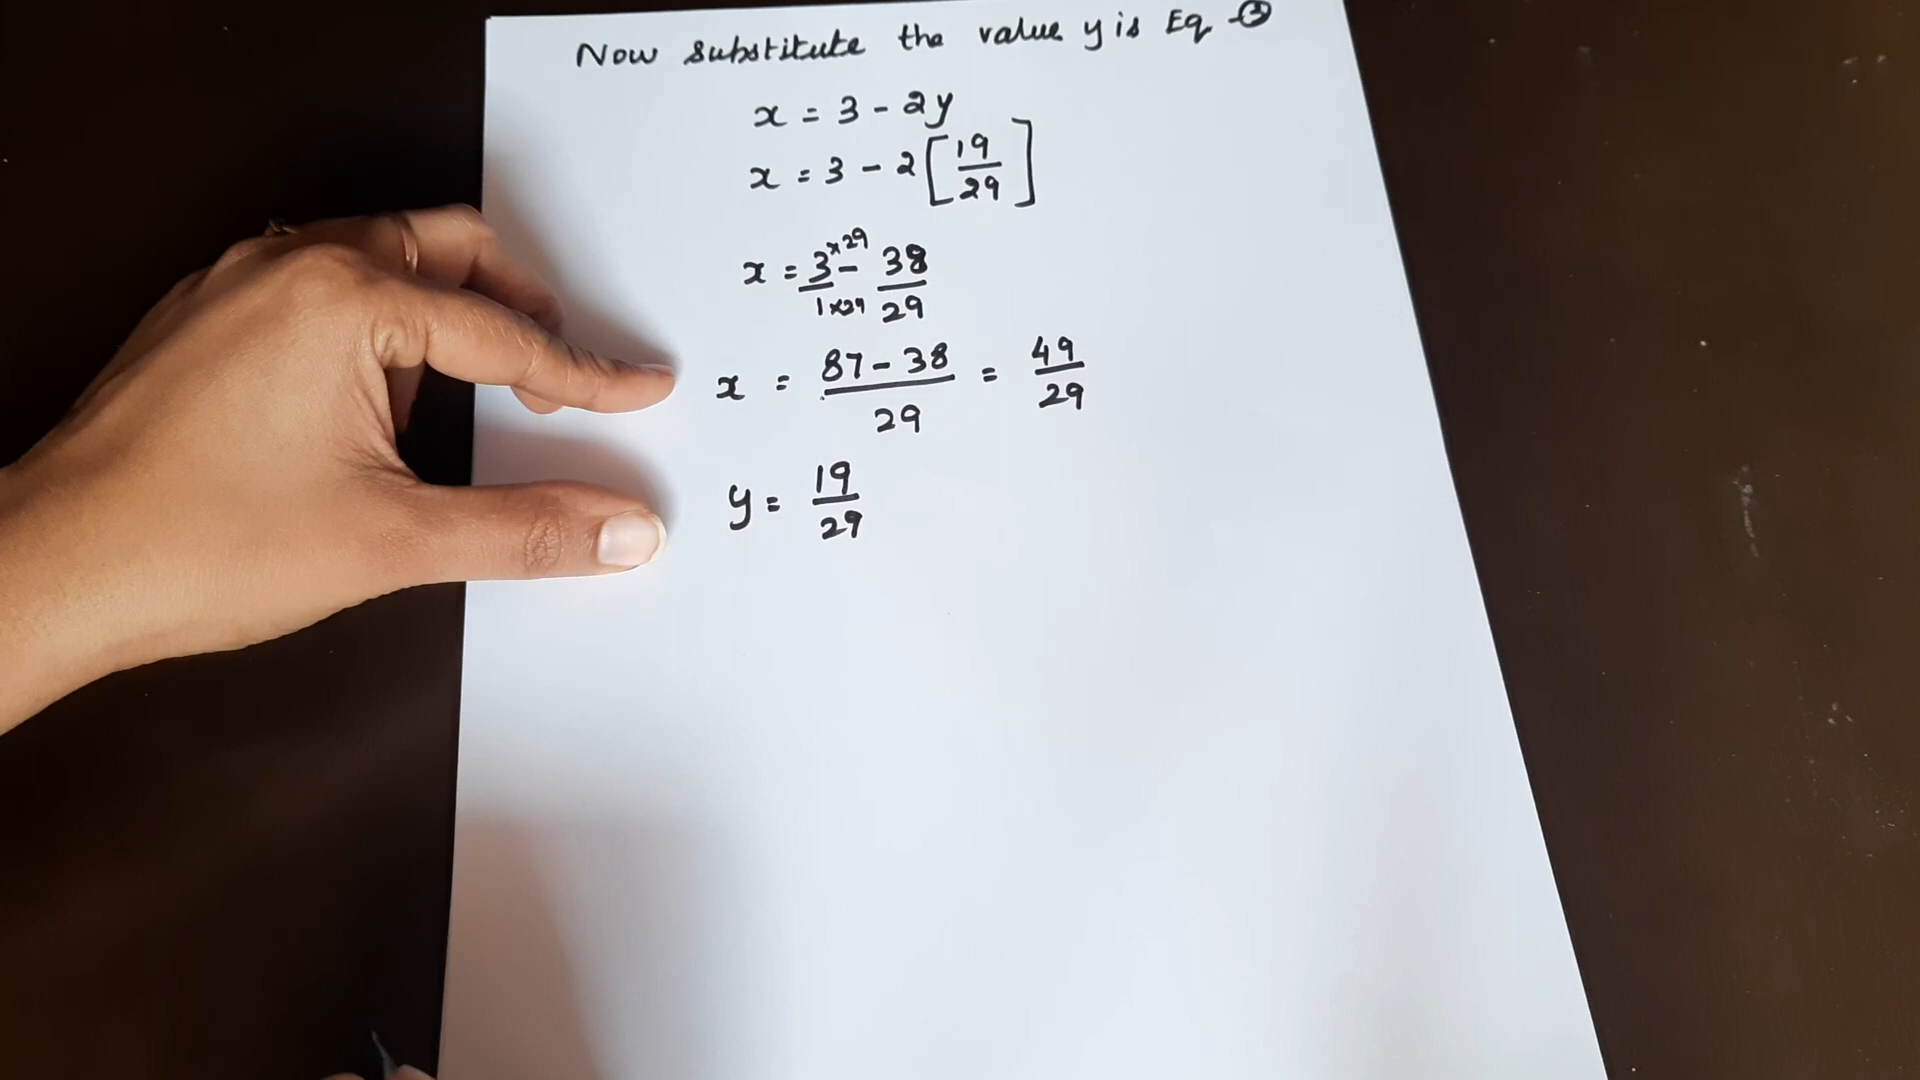 Now substitute the value y is Eq - ③
x = 3 - 2y
x = 3 - 2 [19/29]
x = 3×29/1×29 - 38/29
x = 87 - 38/29 = 49/29
y = 19/29